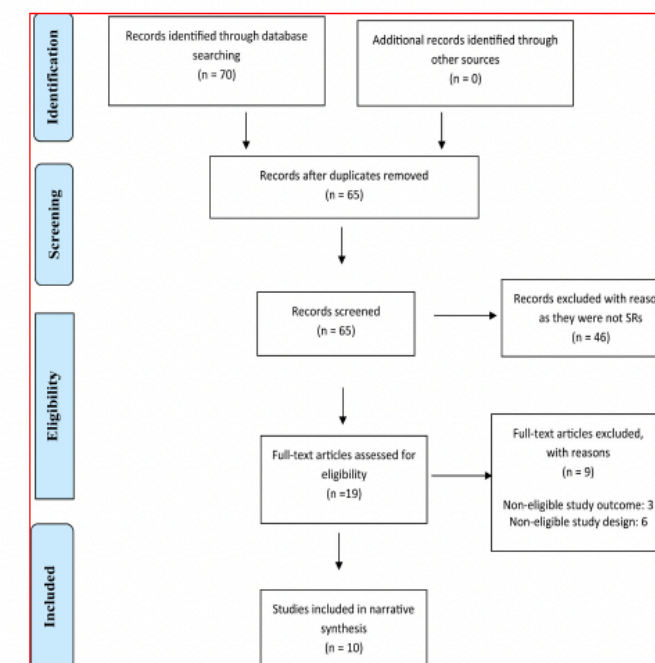 Identification
Records identified through database
searching
(n = 70)
Additional records identified through
other sources
(n = 0)
Screening
Records after duplicates removed
(n = 65)
Records screened
(n = 65)
Records excluded with reaso
as they were not SRs
(n = 46)
Eligibility
Full-text articles assessed for
eligibility
(n =19)
Full-text articles excluded,
with reasons
(n = 9)
Non-eligible study outcome: 3
Non-eligible study design: 6
Included
Studies included in narrative
synthesis
(n = 10)